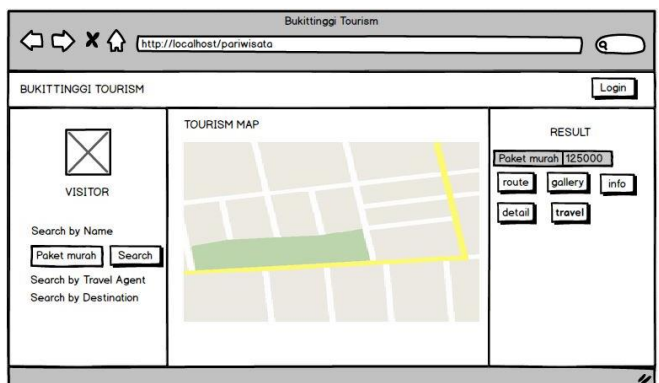 Bukittinggi Tourism
http://localhost/pariwisata
BUKITTINGGI TOURISM
Login
VISITOR
Search by Name
Paket murah Search
Search by Travel Agent
Search by Destination
TOURISM MAP
RESULT
Paket murah 125000
route gallery info
detail travel